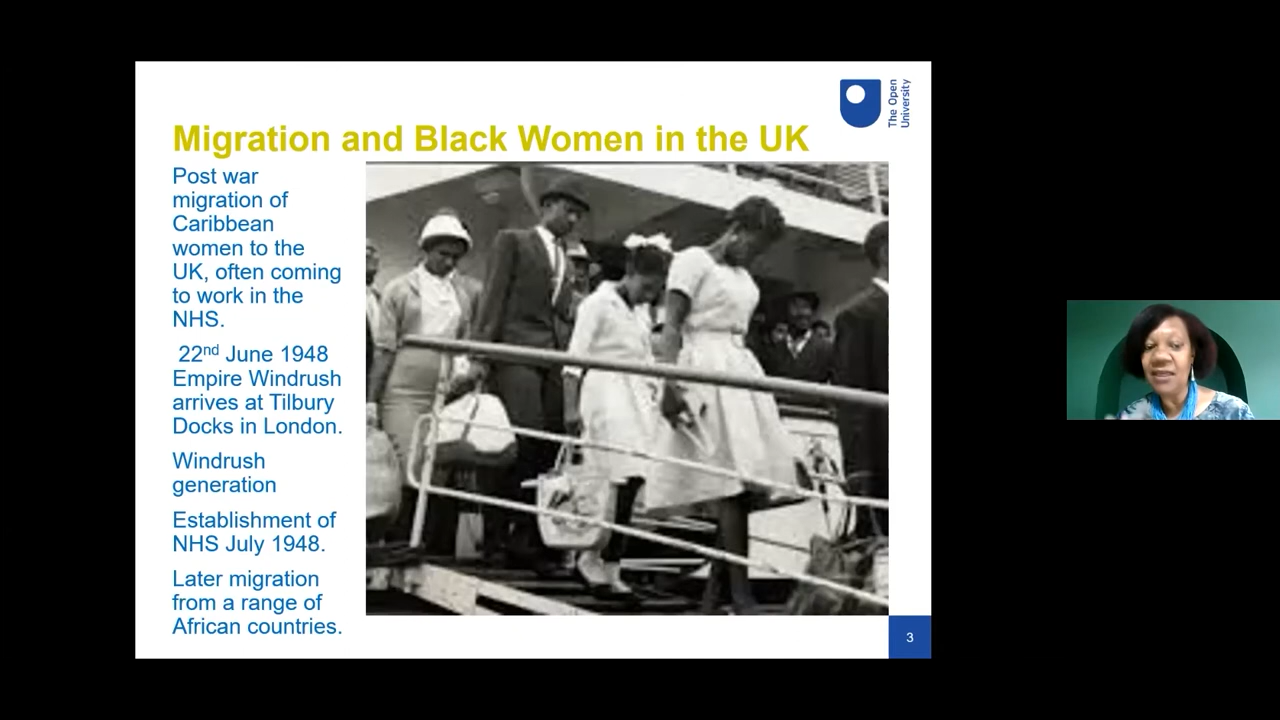 The Open
University
Migration and Black Women in the UK
Post war
migration of
Caribbean
women to the
UK, often coming
to work in the
NHS.
22nd June 1948
Empire Windrush
arrives at Tilbury
Docks in London.
Windrush
generation
Establishment of
NHS July 1948.
Later migration
from a range of
African countries.
3